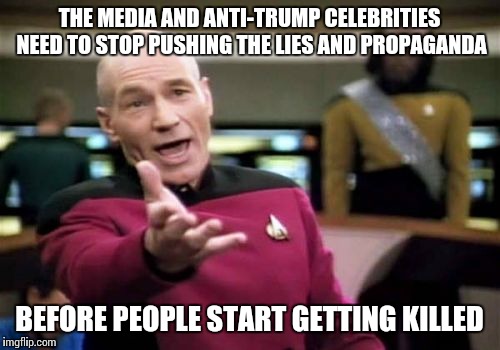 THE MEDIA AND ANTI-TRUMP CELEBRITIES
NEED TO STOP PUSHING THE LIES AND PROPAGANDA
BEFORE PEOPLE START GETTING KILLED
imgflip.com